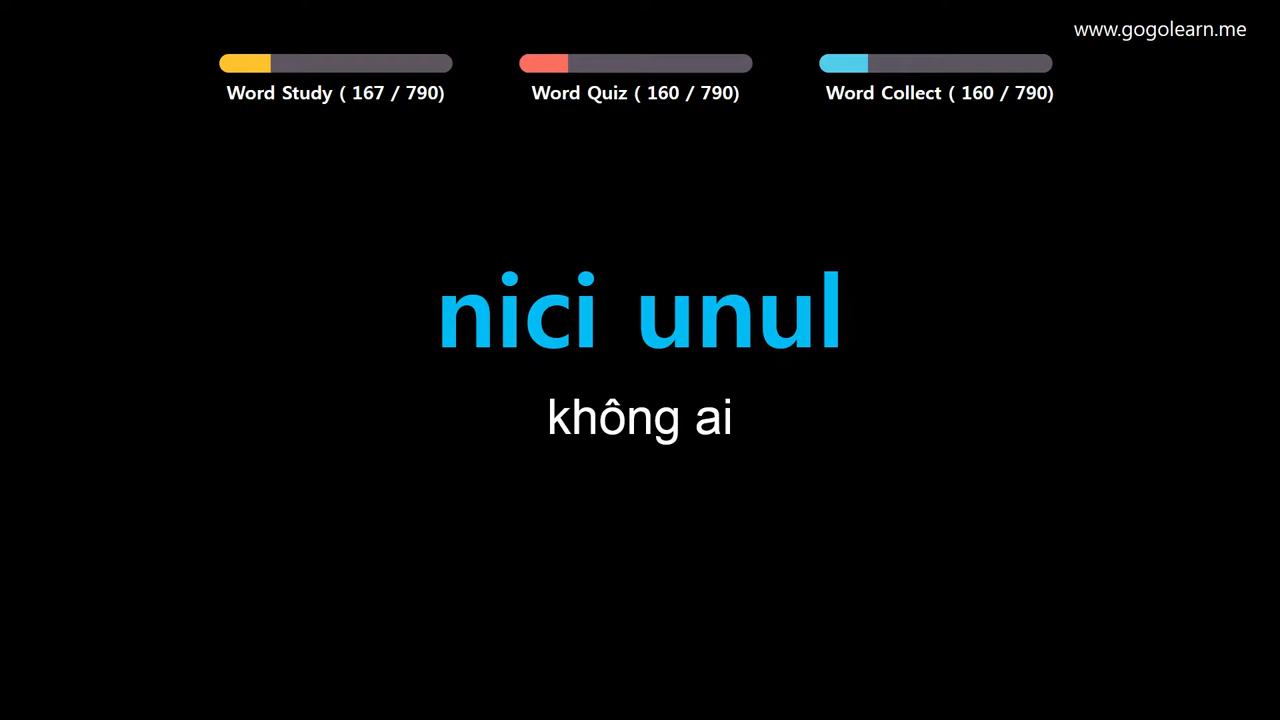 www.gogolearn.me
Word Study ( 167 / 790)
Word Quiz ( 160 / 790)
Word Collect ( 160 / 790)
nici unul
không ai